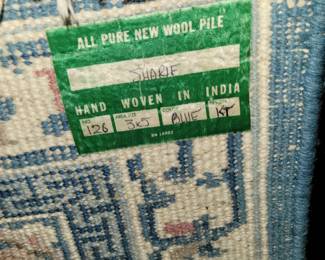 ALL PURE NEW WOOL PILE
SHARIF
HAND WOVEN IN INDIA
126 3x5 BLUE KT